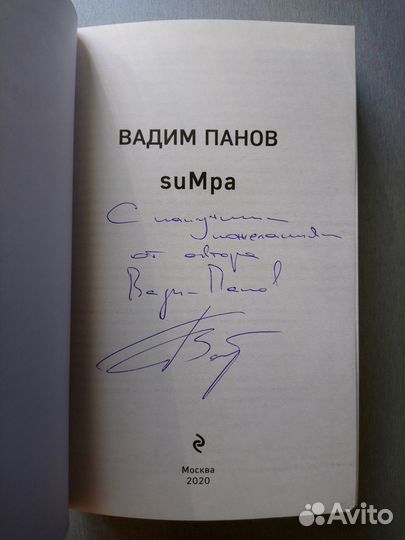 ВАДИМ ПАНОВ
suMpa
С наилучшими
пожеланиями
от автора
Вадим Панов
Москва
2020
Avito